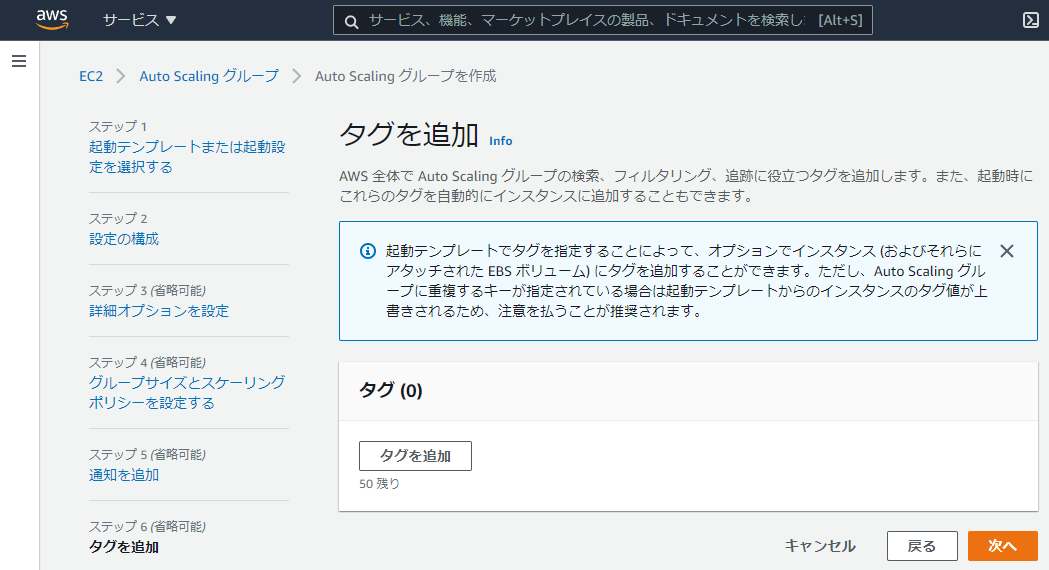 aws
サービス
サービス、機能、マーケットプレイスの製品、ドキュメントを検索し
[Alt+S]
EC2
Auto Scaling グループ
Auto Scaling グループを作成
ステップ 1
起動テンプレートまたは起動設
定を選択する
ステップ 2
設定の構成
ステップ 3 (省略可能)
詳細オプションを設定
ステップ 4 (省略可能)
グループサイズとスケーリング
ポリシーを設定する
ステップ 5 (省略可能)
通知を追加
ステップ 6 (省略可能)
タグを追加
タグを追加 Info
AWS 全体で Auto Scaling グループの検索、フィルタリング、追跡に役立つタグを追加します。また、起動時に
これらのタグを自動的にインスタンスに追加することもできます。
起動テンプレートでタグを指定することによって、オプションでインスタンス (およびそれらに
アタッチされた EBS ボリューム) にタグを追加することができます。ただし、Auto Scaling グル
ープに重複するキーが指定されている場合は起動テンプレートからのインスタンスのタグ値が上
書きされるため、注意を払うことが推奨されます。
タグ (0)
タグを追加
50 残り
キャンセル
戻る
次へ